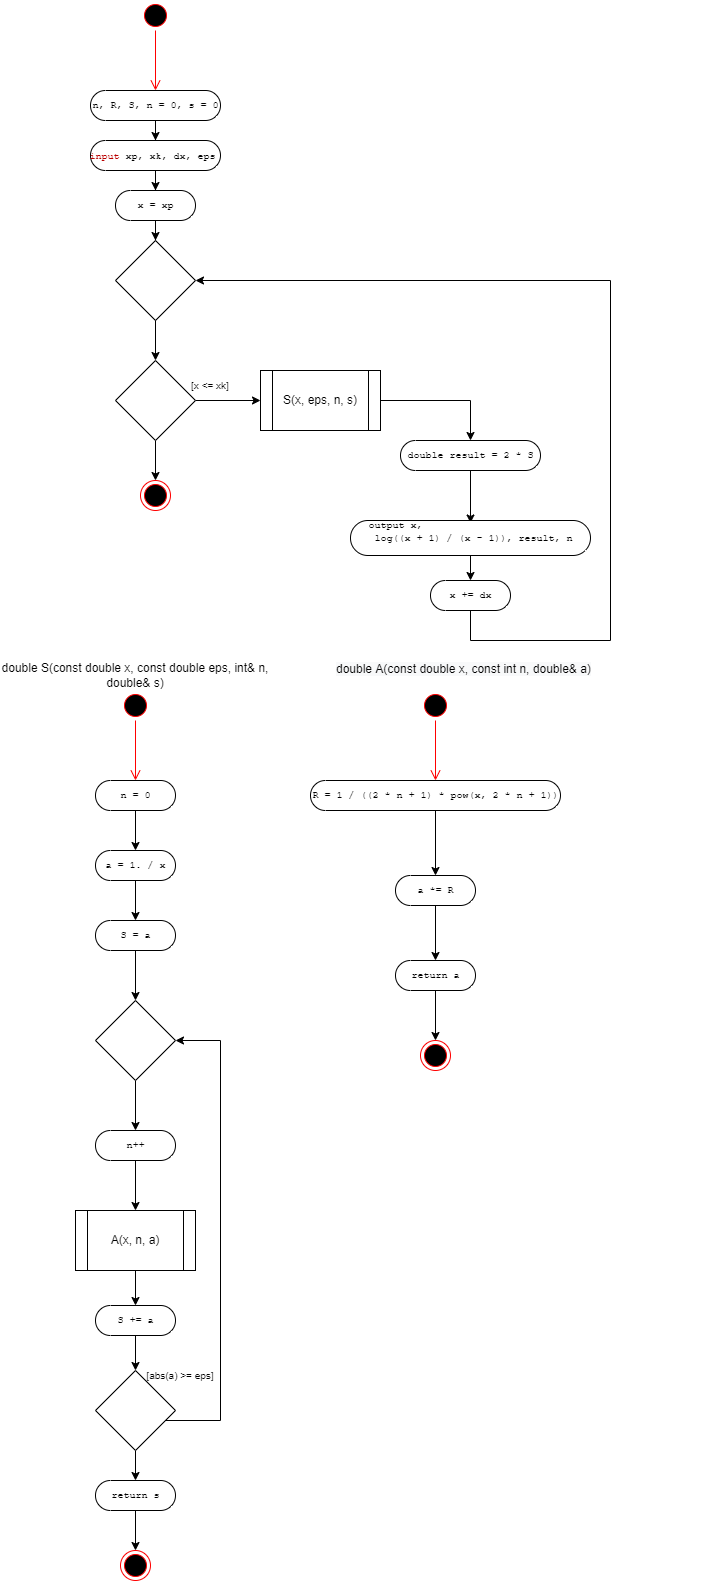 n, R, S, n = 0, s = 0
input xp, xk, dx, eps
x = xp
[x <= xk]
S(x, eps, n, s)
double result = 2 * S
output x,
log((x + 1) / (x - 1)), result, n
x += dx
double S(const double x, const double eps, int& n,
double& s)
double A(const double x, const int n, double& a)
n = 0
R = 1 / ((2 * n + 1) * pow(x, 2 * n + 1))
a = 1. / x
a *= R
S = a
return a
n++
A(x, n, a)
S += a
[abs(a) >= eps]
return s